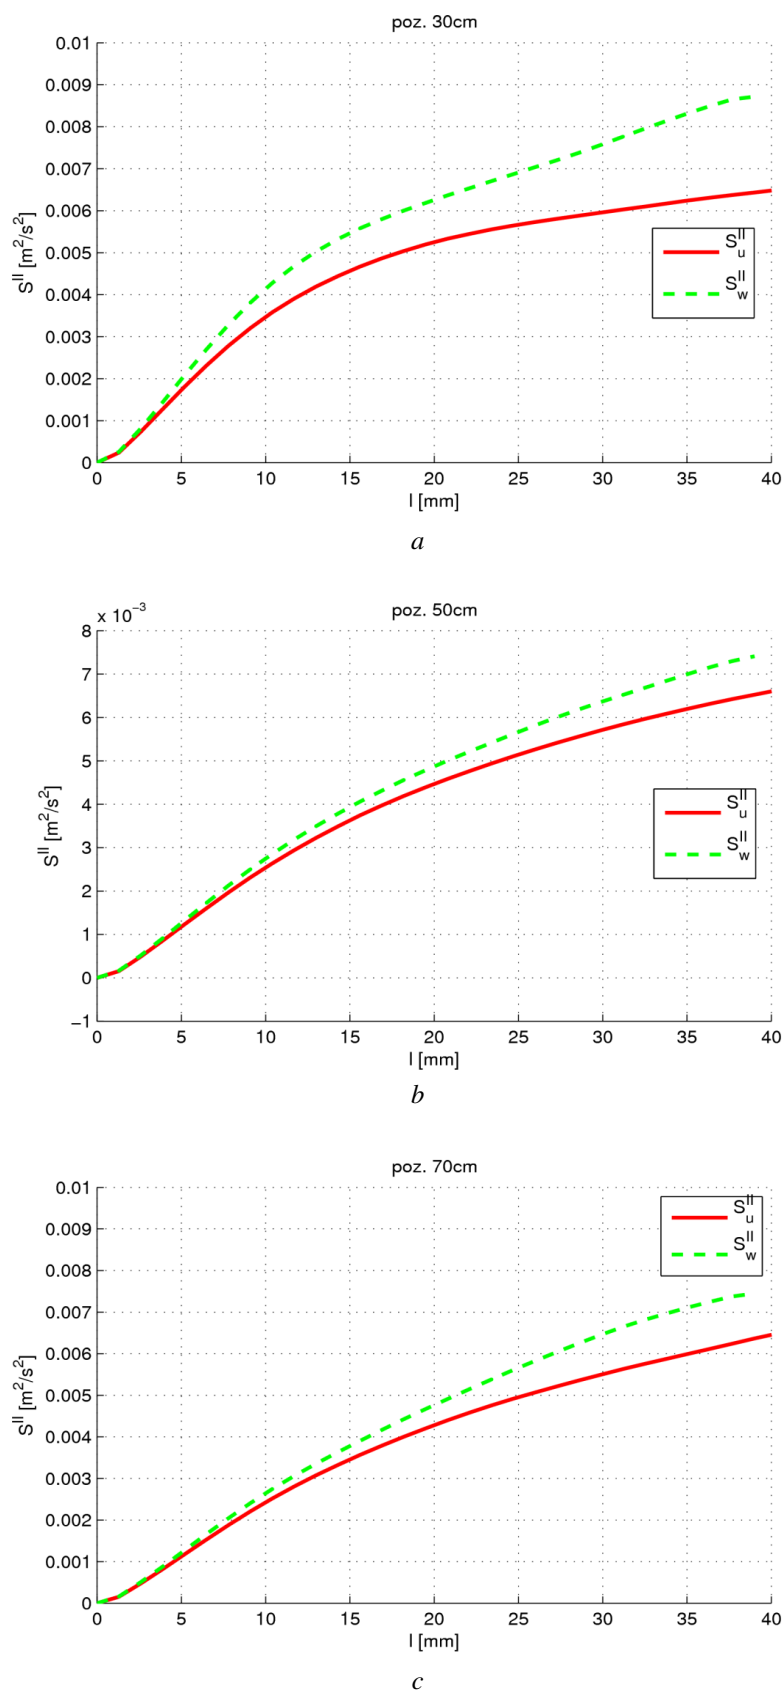 poz. 30cm
0.01
0.009
0.008
0.007
0.006
0.005
0.004
0.003
0.002
0.001
0
S^II [m^2/s^2]
S_u^II
S_w^II
0 5 10 15 20 25 30 35 40
l [mm]
a
poz. 50cm
x 10^−3
8
7
6
5
4
3
2
1
0
−1
S^II [m^2/s^2]
S_u^II
S_w^II
0 5 10 15 20 25 30 35 40
l [mm]
b
poz. 70cm
0.01
0.009
0.008
0.007
0.006
0.005
0.004
0.003
0.002
0.001
0
S^II [m^2/s^2]
S_u^II
S_w^II
0 5 10 15 20 25 30 35 40
l [mm]
c